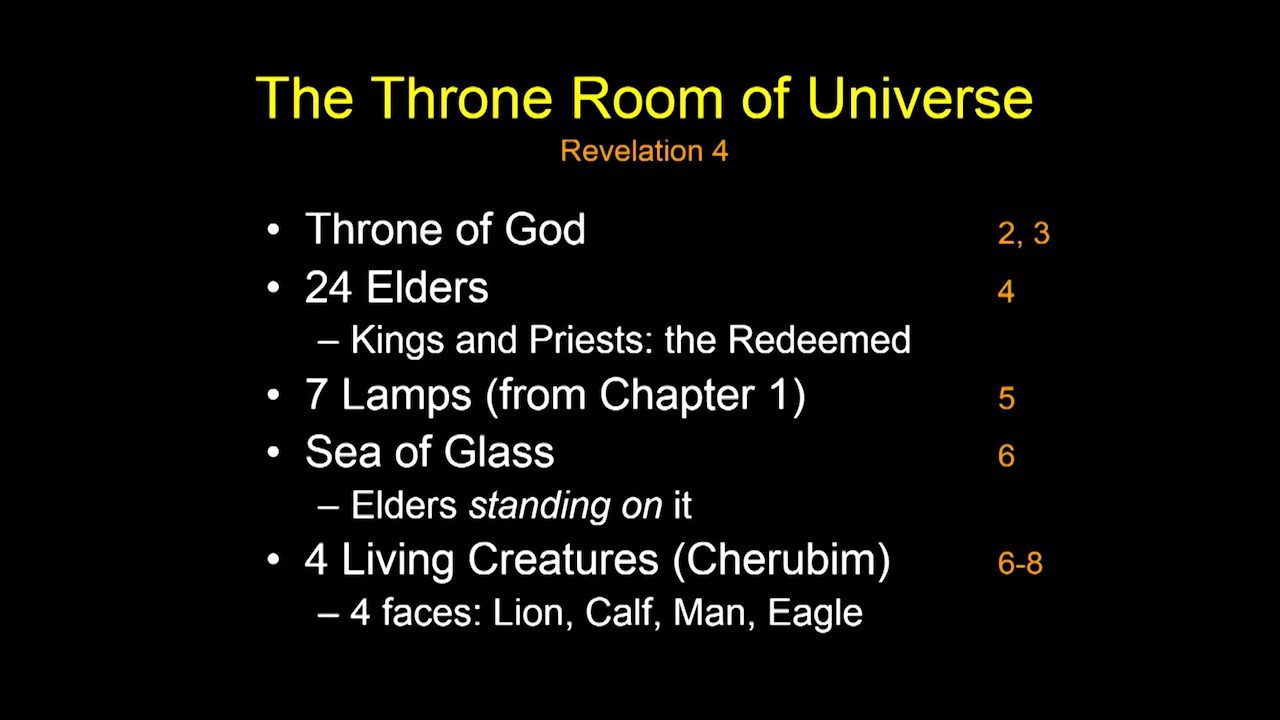 The Throne Room of Universe
Revelation 4
• Throne of God 2, 3
• 24 Elders 4
– Kings and Priests: the Redeemed
• 7 Lamps (from Chapter 1) 5
• Sea of Glass 6
– Elders standing on it
• 4 Living Creatures (Cherubim) 6-8
– 4 faces: Lion, Calf, Man, Eagle